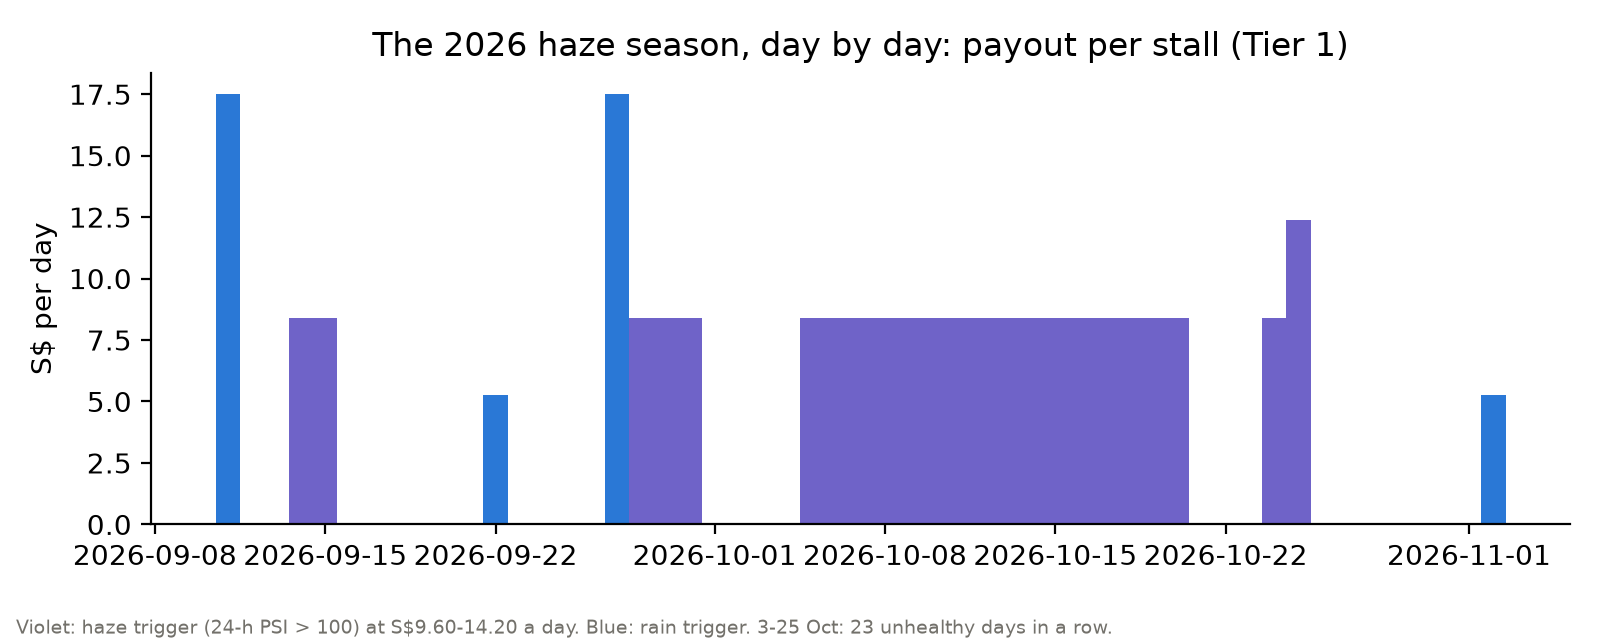 The 2026 haze season, day by day: payout per stall (Tier 1)
S$ per day
17.5
15.0
12.5
10.0
7.5
5.0
2.5
0.0
2026-09-08 2026-09-15 2026-09-22 2026-10-01 2026-10-08 2026-10-15 2026-10-22 2026-11-01
Violet: haze trigger (24-h PSI > 100) at S$9.60-14.20 a day. Blue: rain trigger. 3-25 Oct: 23 unhealthy days in a row.